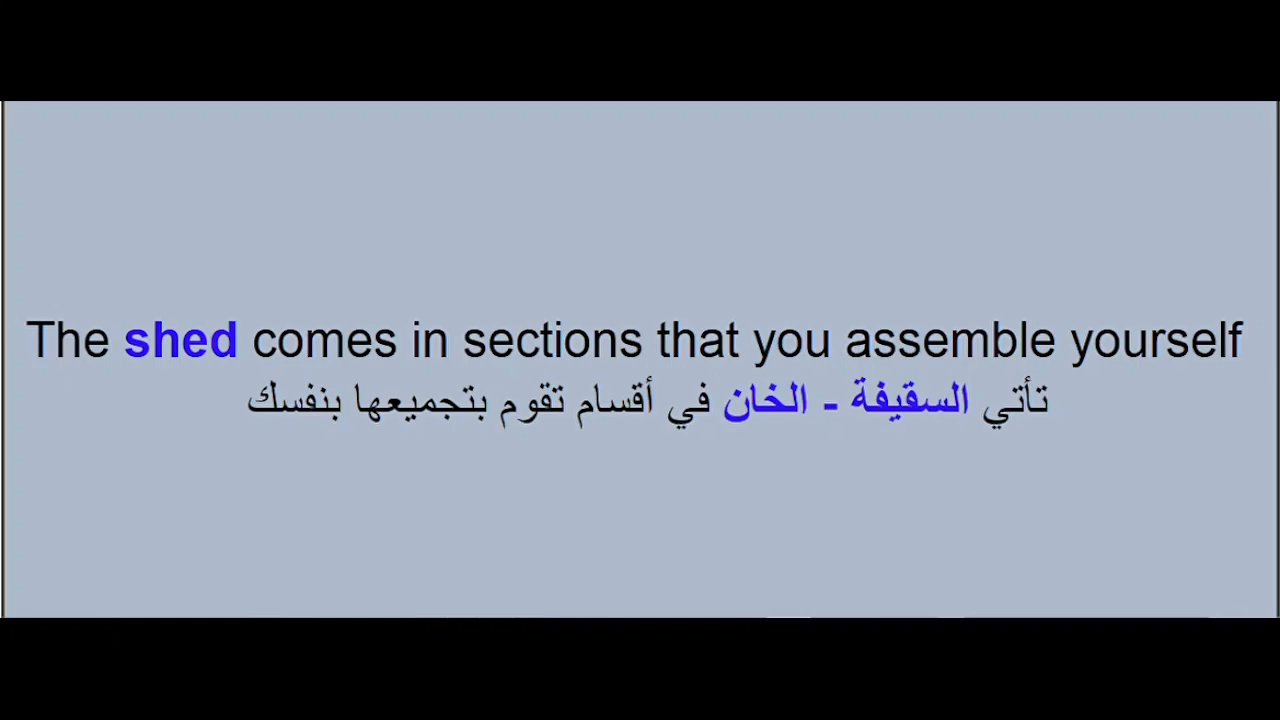 The shed comes in sections that you assemble yourself
تأتي السقيفة - الخان في أقسام تقوم بتجميعها بنفسك